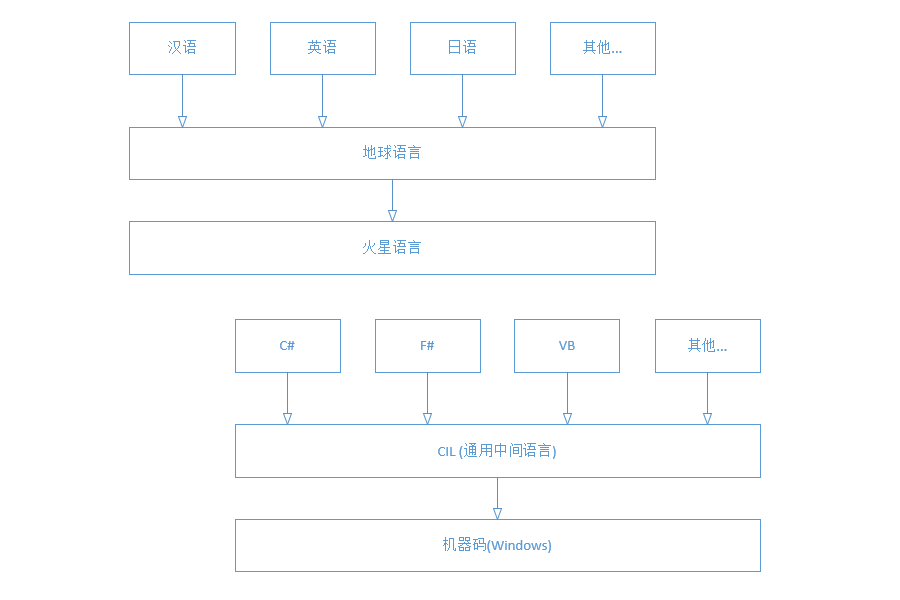 汉语
英语
日语
其他...
地球语言
火星语言
C#
F#
VB
其他...
CIL (通用中间语言)
机器码(Windows)